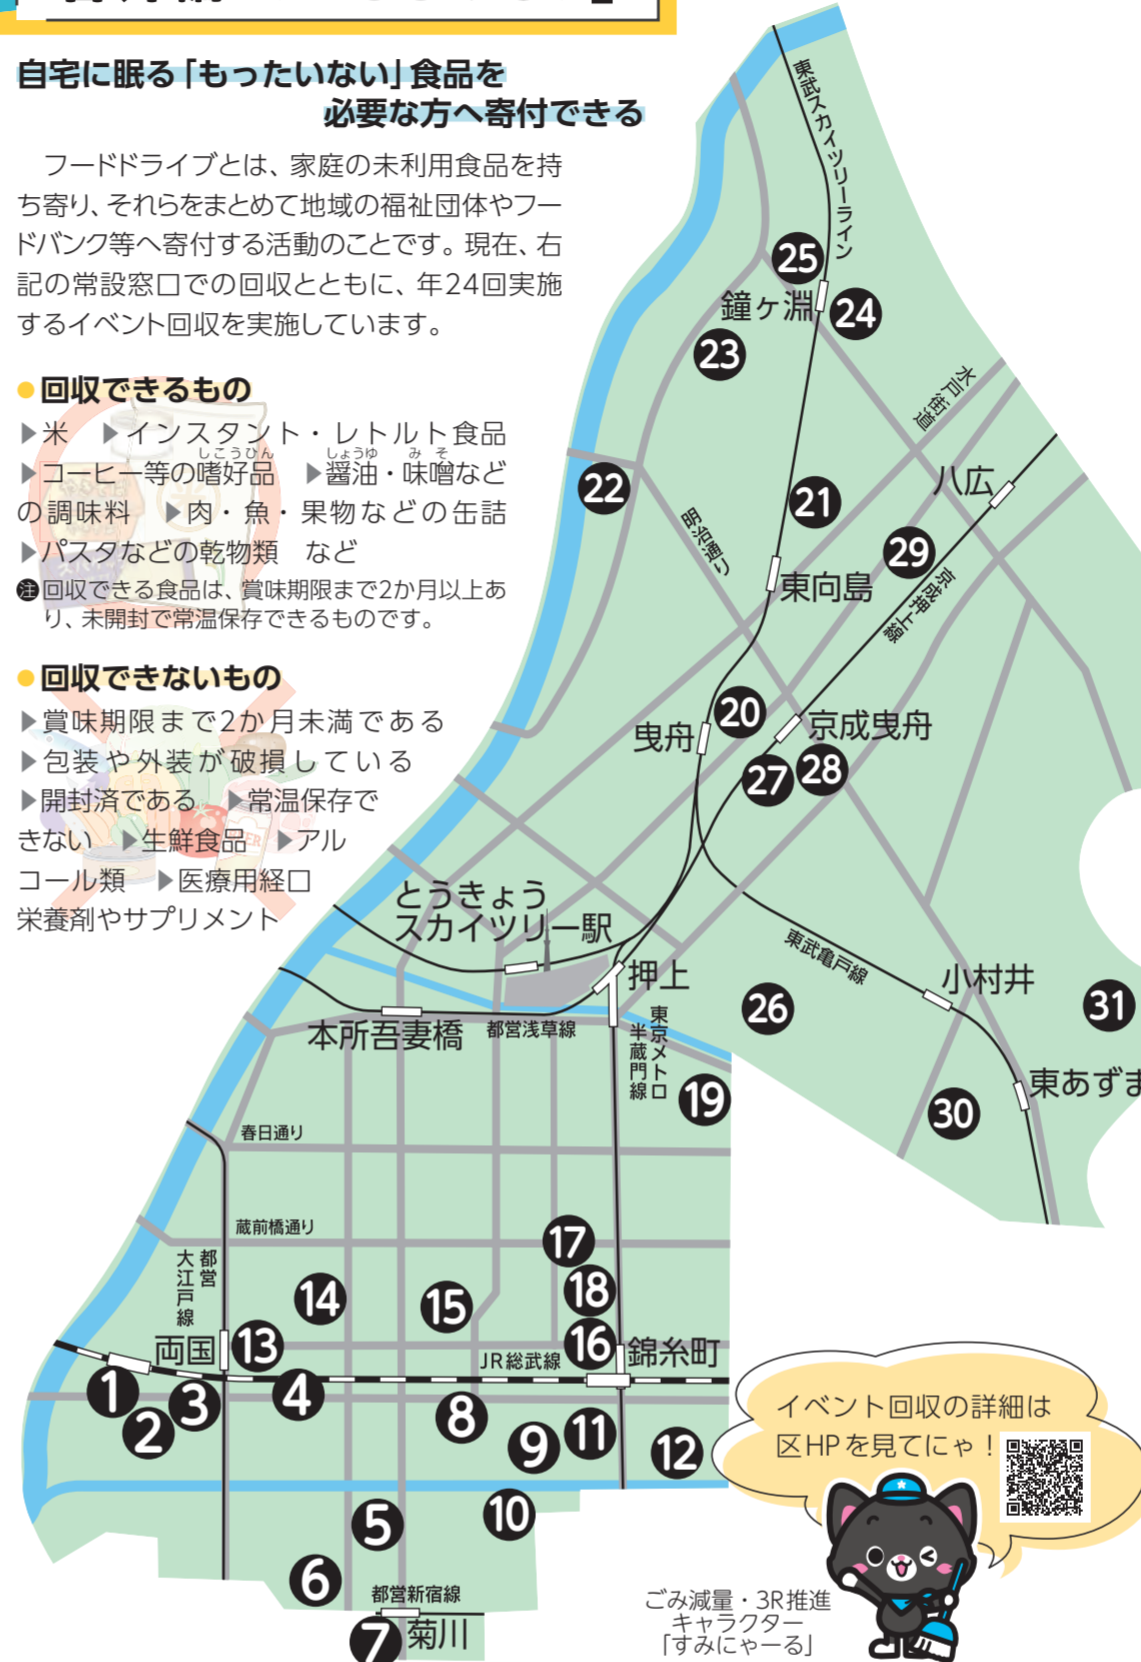 自宅に眠る「もったいない」食品を
必要な方へ寄付できる
フードドライブとは、家庭の未利用食品を持
ち寄り、それらをまとめて地域の福祉団体やフー
ドバンク等へ寄付する活動のことです。現在、右
記の常設窓口での回収とともに、年24回実施
するイベント回収を実施しています。
●回収できるもの
▶米 ▶インスタント・レトルト食品
しこうひん しょうゆ みそ
▶コーヒー等の嗜好品 ▶醤油・味噌など
の調味料 ▶肉・魚・果物などの缶詰
▶パスタなどの乾物類 など
注回収できる食品は、賞味期限まで2か月以上あ
り、未開封で常温保存できるものです。
●回収できないもの
▶賞味期限まで2か月未満である
▶包装や外装が破損している
▶開封済である ▶常温保存で
きない ▶生鮮食品 ▶アル
コール類 ▶医療用経口
栄養剤やサプリメント
東武スカイツリーライン
25
鐘ヶ淵
24
23
水戸街道
22
21
八広
明治通り
29
東向島
京成押上線
20
曳舟
京成曳舟
27
28
とうきょう
スカイツリー駅
押上
東武亀戸線
小村井
26
31
本所吾妻橋
都営浅草線
東京メトロ
半蔵門線
19
東あずま
30
春日通り
蔵前橋通り
17
都営
大江戸線
14
15
18
両国
13
16
錦糸町
JR総武線
1
2
3
4
8
9
11
12
5
10
6
都営新宿線
7
菊川
イベント回収の詳細は
区HPを見てにゃ！
ごみ減量・3R推進
キャラクター
「すみにゃーる」